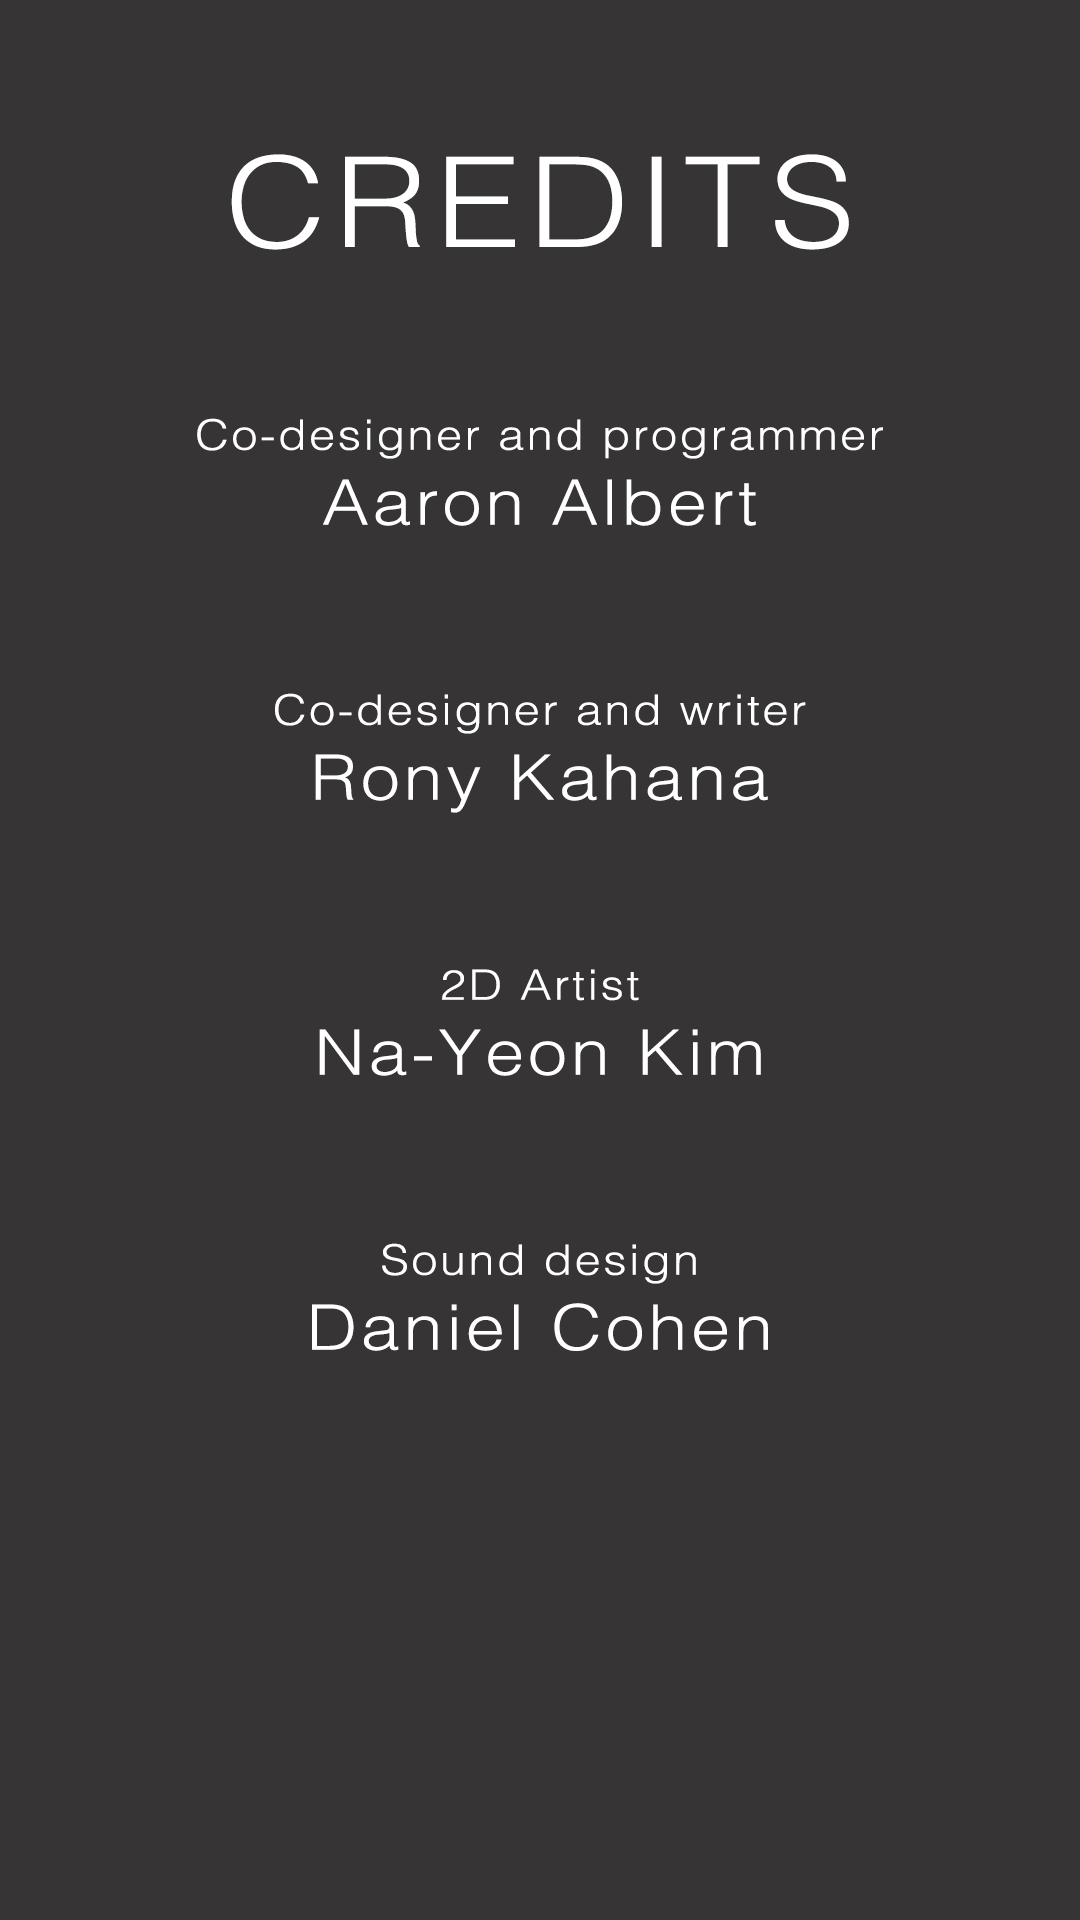 CREDITS
Co-designer and programmer
Aaron Albert
Co-designer and writer
Rony Kahana
2D Artist
Na-Yeon Kim
Sound design
Daniel Cohen